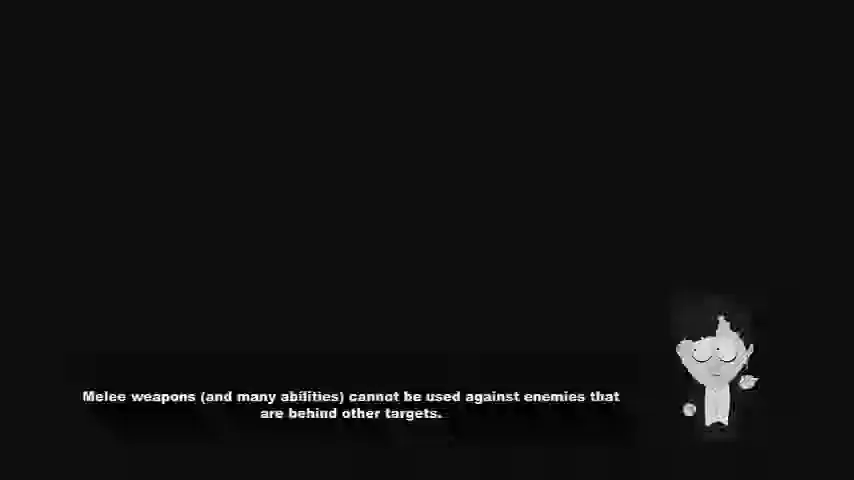 Melee weapons (and many abilities) cannot be used against enemies that
are behind other targets.